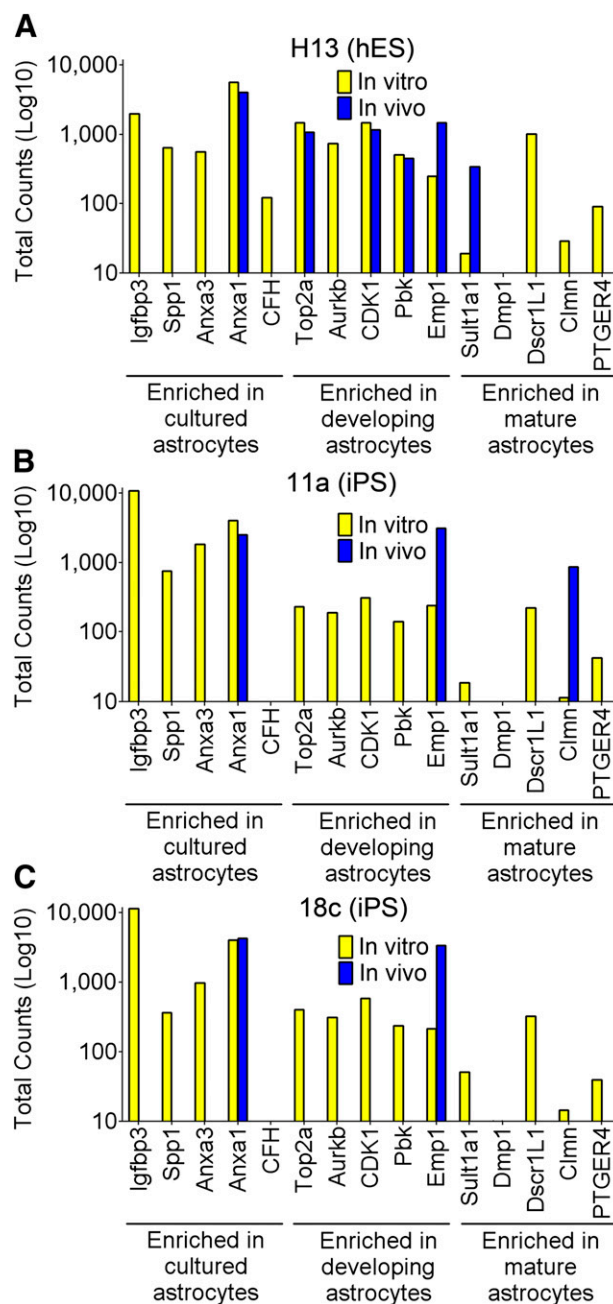 A
H13 (hES)
In vitro
In vivo
Total Counts (Log10)
10,000
1,000
100
10
Igfbp3
Spp1
Anxa3
Anxa1
CFH
Top2a
Aurkb
CDK1
Pbk
Emp1
Sult1a1
Dmp1
Dscr1L1
Clmn
PTGER4
Enriched in
cultured
astrocytes
Enriched in
developing
astrocytes
Enriched in
mature
astrocytes
B
11a (iPS)
In vitro
In vivo
Total Counts (Log10)
10,000
1,000
100
10
Igfbp3
Spp1
Anxa3
Anxa1
CFH
Top2a
Aurkb
CDK1
Pbk
Emp1
Sult1a1
Dmp1
Dscr1L1
Clmn
PTGER4
Enriched in
cultured
astrocytes
Enriched in
developing
astrocytes
Enriched in
mature
astrocytes
C
18c (iPS)
In vitro
In vivo
Total Counts (Log10)
10,000
1,000
100
10
Igfbp3
Spp1
Anxa3
Anxa1
CFH
Top2a
Aurkb
CDK1
Pbk
Emp1
Sult1a1
Dmp1
Dscr1L1
Clmn
PTGER4
Enriched in
cultured
astrocytes
Enriched in
developing
astrocytes
Enriched in
mature
astrocytes